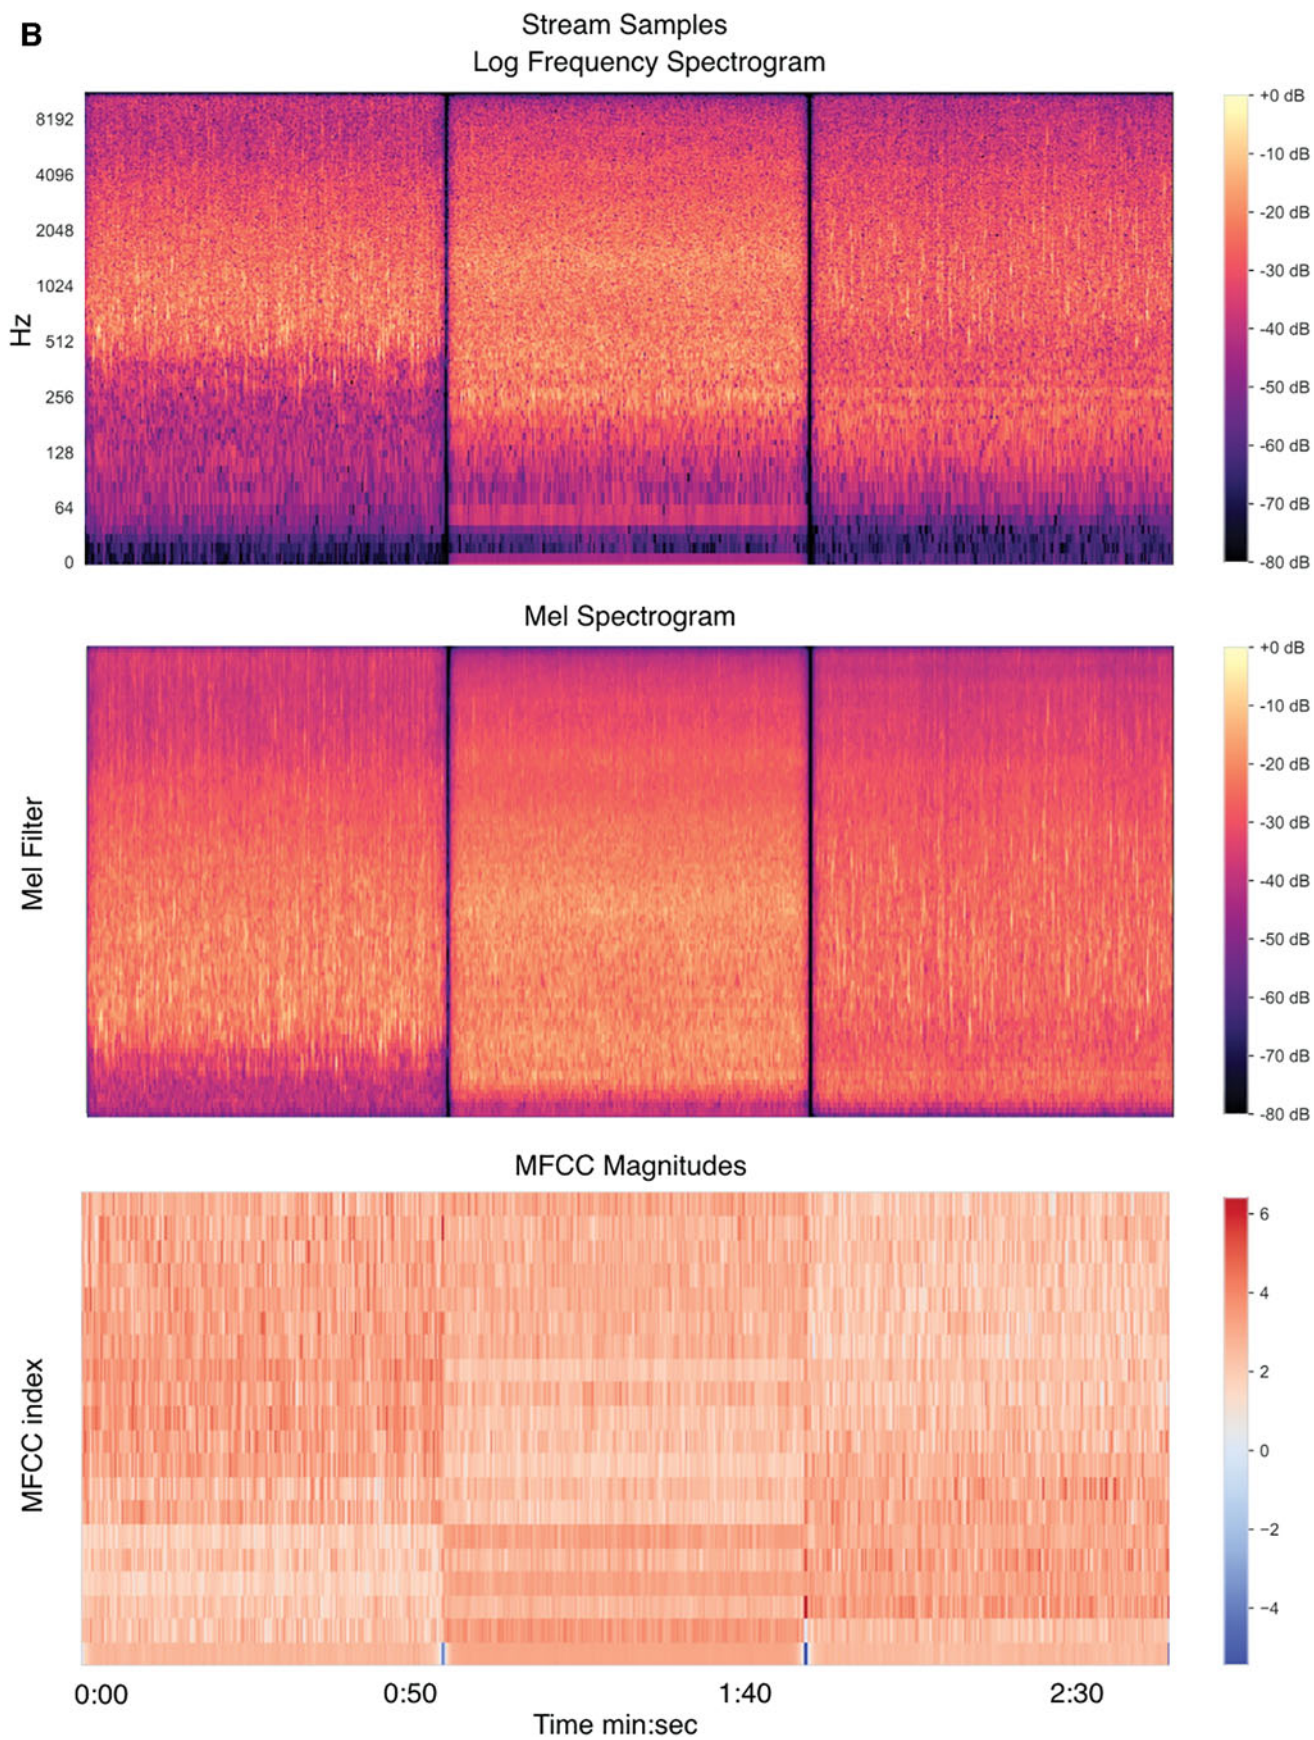 B
Stream Samples
Log Frequency Spectrogram
8192
4096
2048
1024
512
256
128
64
0
Hz
+0 dB
-10 dB
-20 dB
-30 dB
-40 dB
-50 dB
-60 dB
-70 dB
-80 dB
Mel Spectrogram
Mel Filter
+0 dB
-10 dB
-20 dB
-30 dB
-40 dB
-50 dB
-60 dB
-70 dB
-80 dB
MFCC Magnitudes
MFCC index
6
4
2
0
−2
−4
0:00 0:50 1:40 2:30
Time min:sec